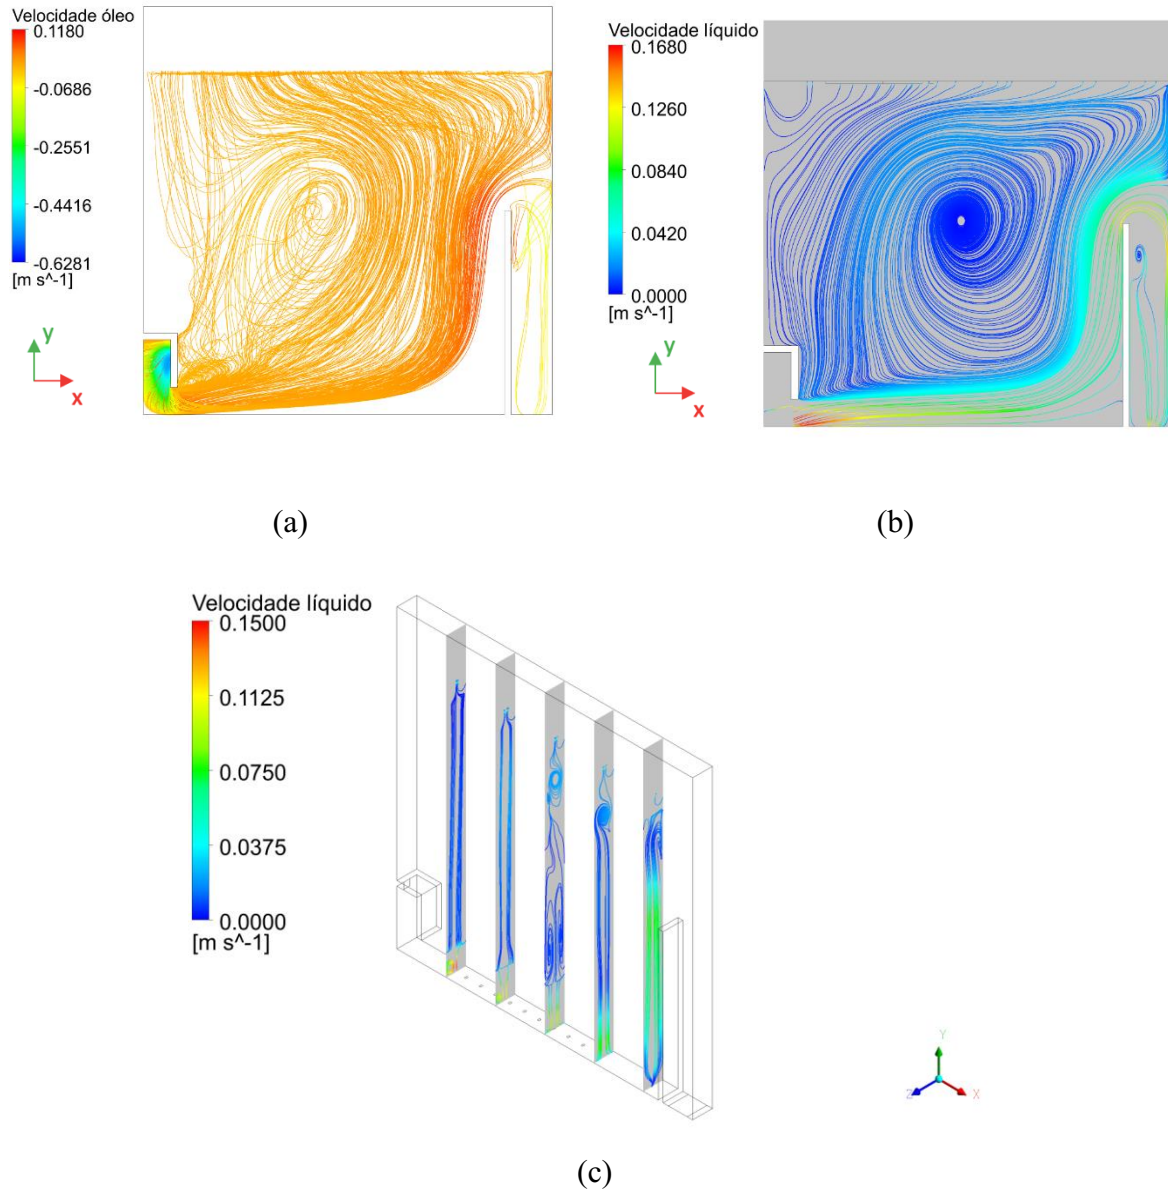 Velocidade óleo
0.1180
-0.0686
-0.2551
-0.4416
-0.6281
[m s^-1]
y
x
Velocidade líquido
0.1680
0.1260
0.0840
0.0420
0.0000
[m s^-1]
y
x
(a)
(b)
Velocidade líquido
0.1500
0.1125
0.0750
0.0375
0.0000
[m s^-1]
Y
Z
X
(c)